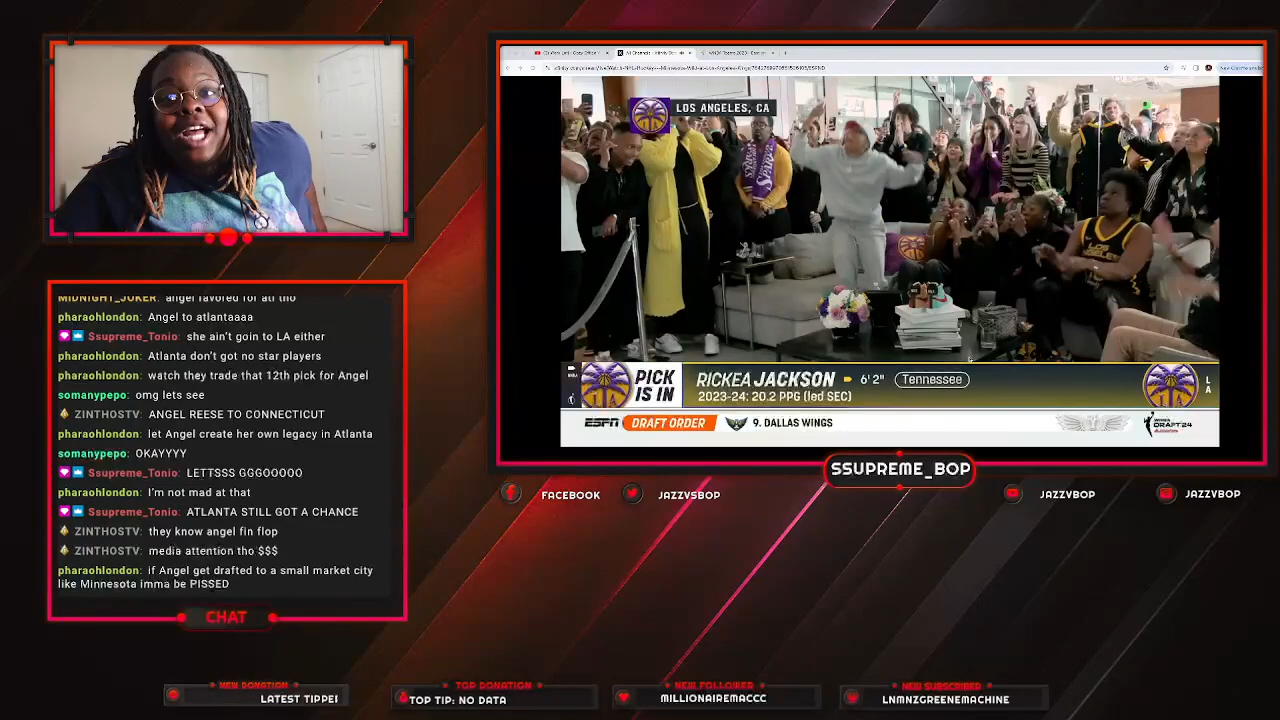 LOS ANGELES, CA
PICK IS IN
RICKEA JACKSON 6'2" Tennessee
2023-24: 20.2 PPG (led SEC)
LA
ESPN DRAFT ORDER 9. DALLAS WINGS
DRAFT'24
MIDNIGHT_JOKER: angel favored for atl tho
pharaohlondon: Angel to atlantaaaa
Ssupreme_Tonio: she ain't goin to LA either
pharaohlondon: Atlanta don't got no star players
pharaohlondon: watch they trade that 12th pick for Angel
somanypepo: omg lets see
ZINTHOSTV: ANGEL REESE TO CONNECTICUT
pharaohlondon: let Angel create her own legacy in Atlanta
somanypepo: OKAYYYY
Ssupreme_Tonio: LETTSSS GGGOOOOO
pharaohlondon: I'm not mad at that
Ssupreme_Tonio: ATLANTA STILL GOT A CHANCE
ZINTHOSTV: they know angel fin flop
ZINTHOSTV: media attention tho $$$
pharaohlondon: if Angel get drafted to a small market city
like Minnesota imma be PISSED
CHAT
SSUPREME_BOP
FACEBOOK
JAZZVSBOP
JAZZVBOP
JAZZVBOP
NEW DONATION
LATEST TIPPE
TOP DONATION
TOP TIP: NO DATA
NEW FOLLOWER
MILLIONAIREMACCC
NEW SUBSCRIBER
LNMNZGREENEMACHINE